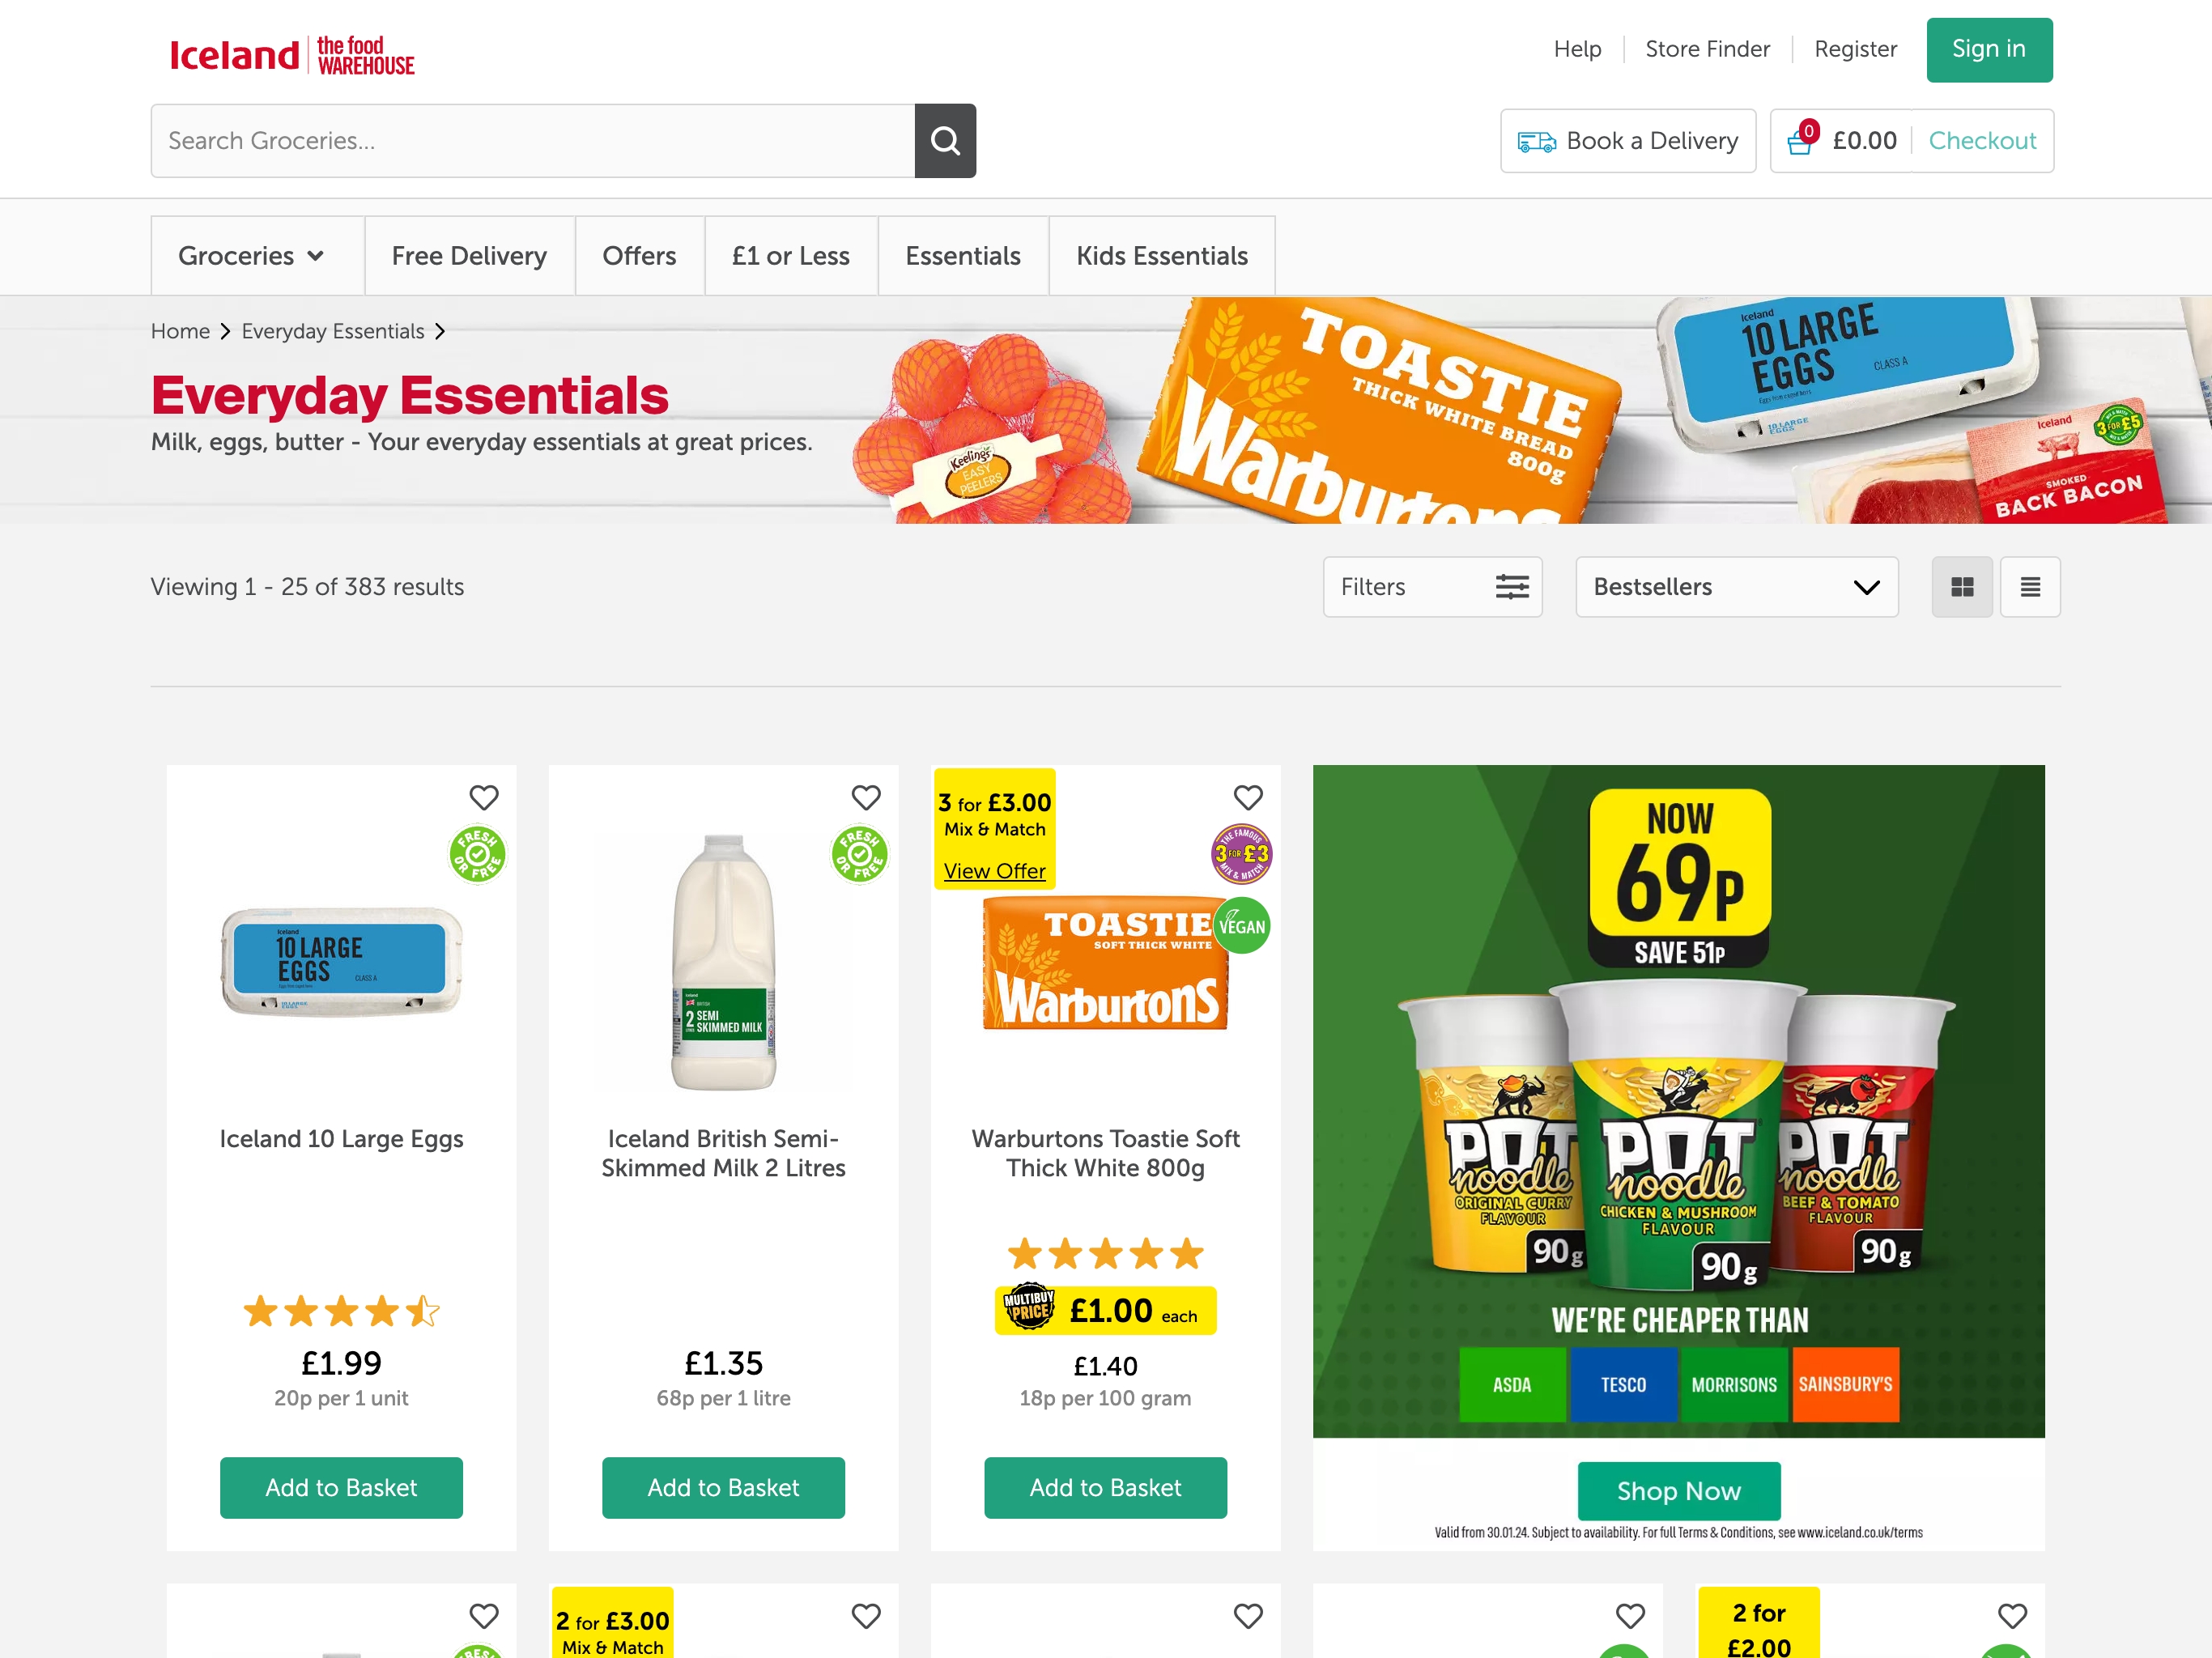 Iceland
the food
WAREHOUSE
Help
Store Finder
Register
Sign in
Search Groceries...
Book a Delivery
0
£0.00
Checkout
Groceries
Free Delivery
Offers
£1 or Less
Essentials
Kids Essentials
Home
Everyday Essentials
Everyday Essentials
Milk, eggs, butter - Your everyday essentials at great prices.
Keelings
EASY
PEELERS
TOASTIE
THICK WHITE BREAD
800g
Warburtons
Iceland
10 LARGE
EGGS
CLASS A
10 LARGE
EGGS
Iceland
3 FOR £5
SMOKED
BACK BACON
Viewing 1 - 25 of 383 results
Filters
Bestsellers
FRESH
OR FREE
Iceland
10 LARGE
EGGS
CLASS A
10 LARGE
EGGS
Iceland 10 Large Eggs
£1.99
20p per 1 unit
Add to Basket
FRESH
OR FREE
Iceland
BRITISH
2 SEMI
SKIMMED MILK
Iceland British Semi-
Skimmed Milk 2 Litres
£1.35
68p per 1 litre
Add to Basket
3 for £3.00
Mix & Match
View Offer
THE FAMOUS
3 FOR £3
MIX & MATCH
VEGAN
TOASTIE
SOFT THICK WHITE
Warburtons
Warburtons Toastie Soft
Thick White 800g
MULTIBUY
PRICE
£1.00 each
£1.40
18p per 100 gram
Add to Basket
NOW
69P
SAVE 51P
POT
noodle
ORIGINAL CURRY
FLAVOUR
90g
POT
noodle
CHICKEN & MUSHROOM
FLAVOUR
90g
POT
noodle
BEEF & TOMATO
FLAVOUR
90g
WE'RE CHEAPER THAN
ASDA
TESCO
MORRISONS
SAINSBURY'S
Shop Now
Valid from 30.01.24. Subject to availability. For full Terms & Conditions, see www.iceland.co.uk/terms
FRESH
2 for £3.00
Mix & Match
2 for
£2.00